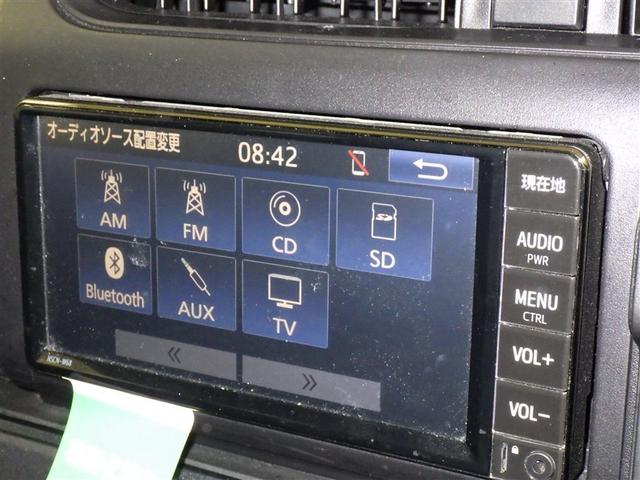 オーディオソース配置変更
08:42
AM
FM
CD
SD
Bluetooth
AUX
TV
«
»
現在地
AUDIO
PWR
MENU
CTRL
VOL+
VOL-